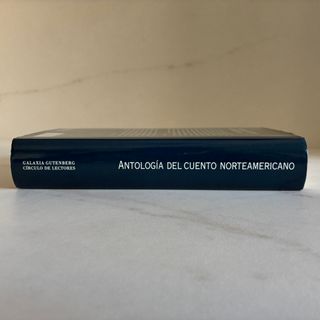 GALAXIA GUTENBERG
CÍRCULO DE LECTORES
ANTOLOGÍA DEL CUENTO NORTEAMERICANO